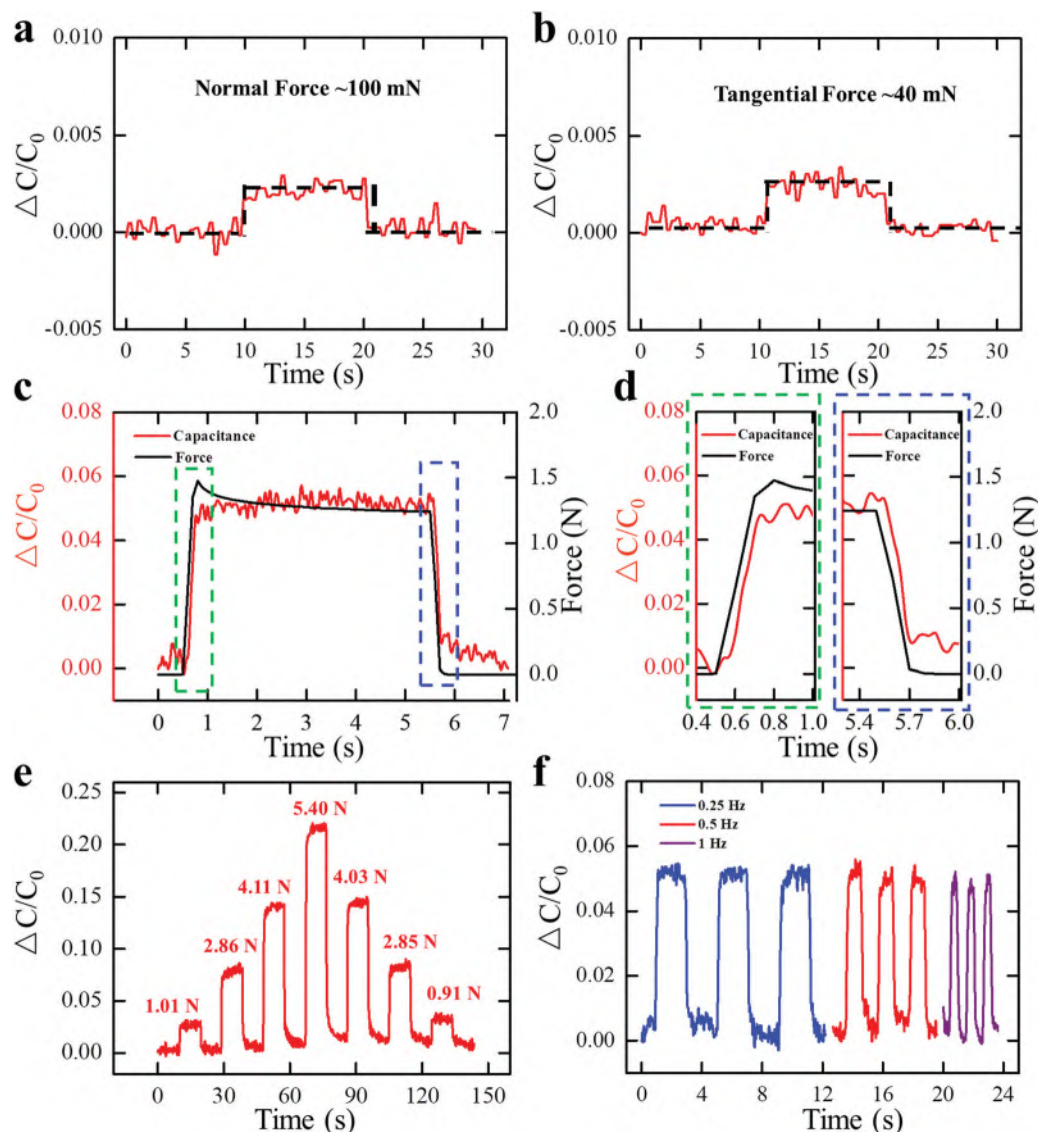 a
0.010
0.005
0.000
-0.005
△C/C0
Normal Force ~100 mN
0 5 10 15 20 25 30
Time (s)
b
0.010
0.005
0.000
-0.005
△C/C0
Tangential Force ~40 mN
0 5 10 15 20 25 30
Time (s)
c
0.08
0.06
0.04
0.02
0.00
△C/C0
Capacitance
Force
2.0
1.5
1.0
0.5
0.0
Force (N)
0 1 2 3 4 5 6 7
Time (s)
d
0.08
0.06
0.04
0.02
0.00
△C/C0
Capacitance
Force
Capacitance
Force
2.0
1.5
1.0
0.5
0.0
Force (N)
0.4 0.6 0.8 1.0 5.4 5.7 6.0
Time (s)
e
0.25
0.20
0.15
0.10
0.05
0.00
△C/C0
5.40 N
4.11 N
4.03 N
2.86 N
2.85 N
1.01 N
0.91 N
0 30 60 90 120 150
Time (s)
f
0.08
0.06
0.04
0.02
0.00
△C/C0
0.25 Hz
0.5 Hz
1 Hz
0 4 8 12 16 20 24
Time (s)